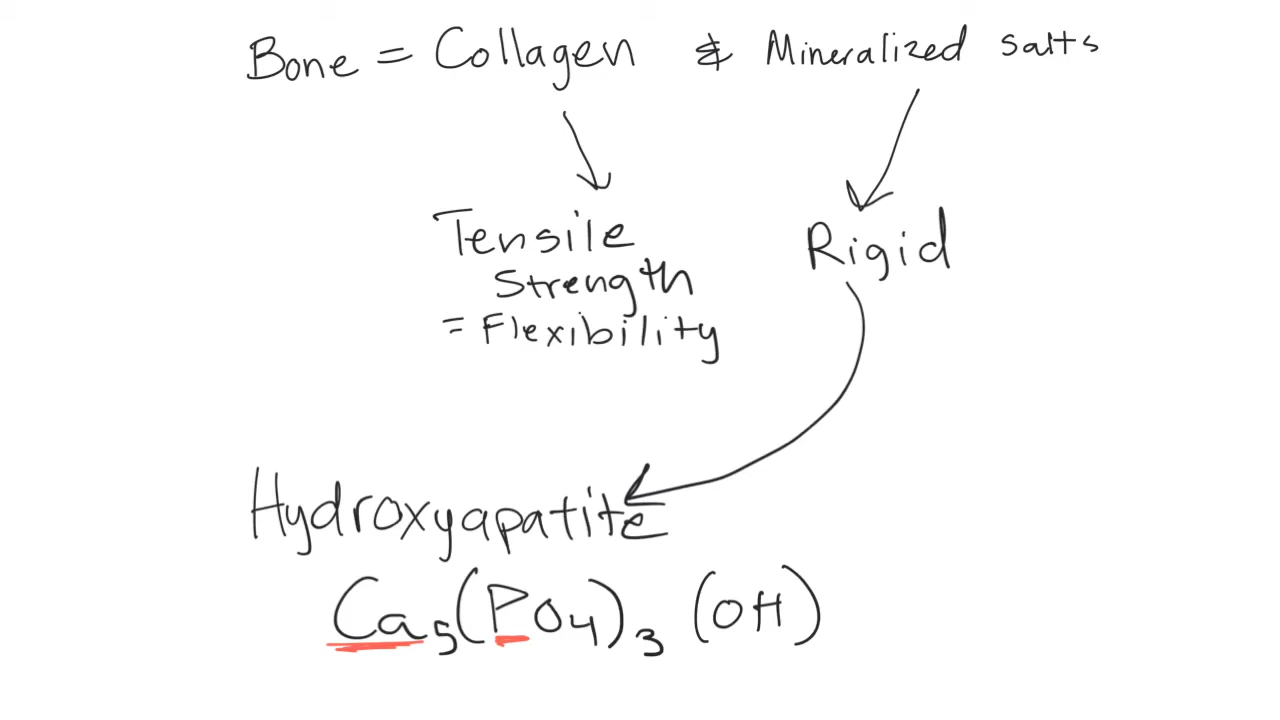 Bone = Collagen & Mineralized salts
Tensile
Strength
= Flexibility
Rigid
Hydroxyapatite
Ca5(PO4)3 (OH)